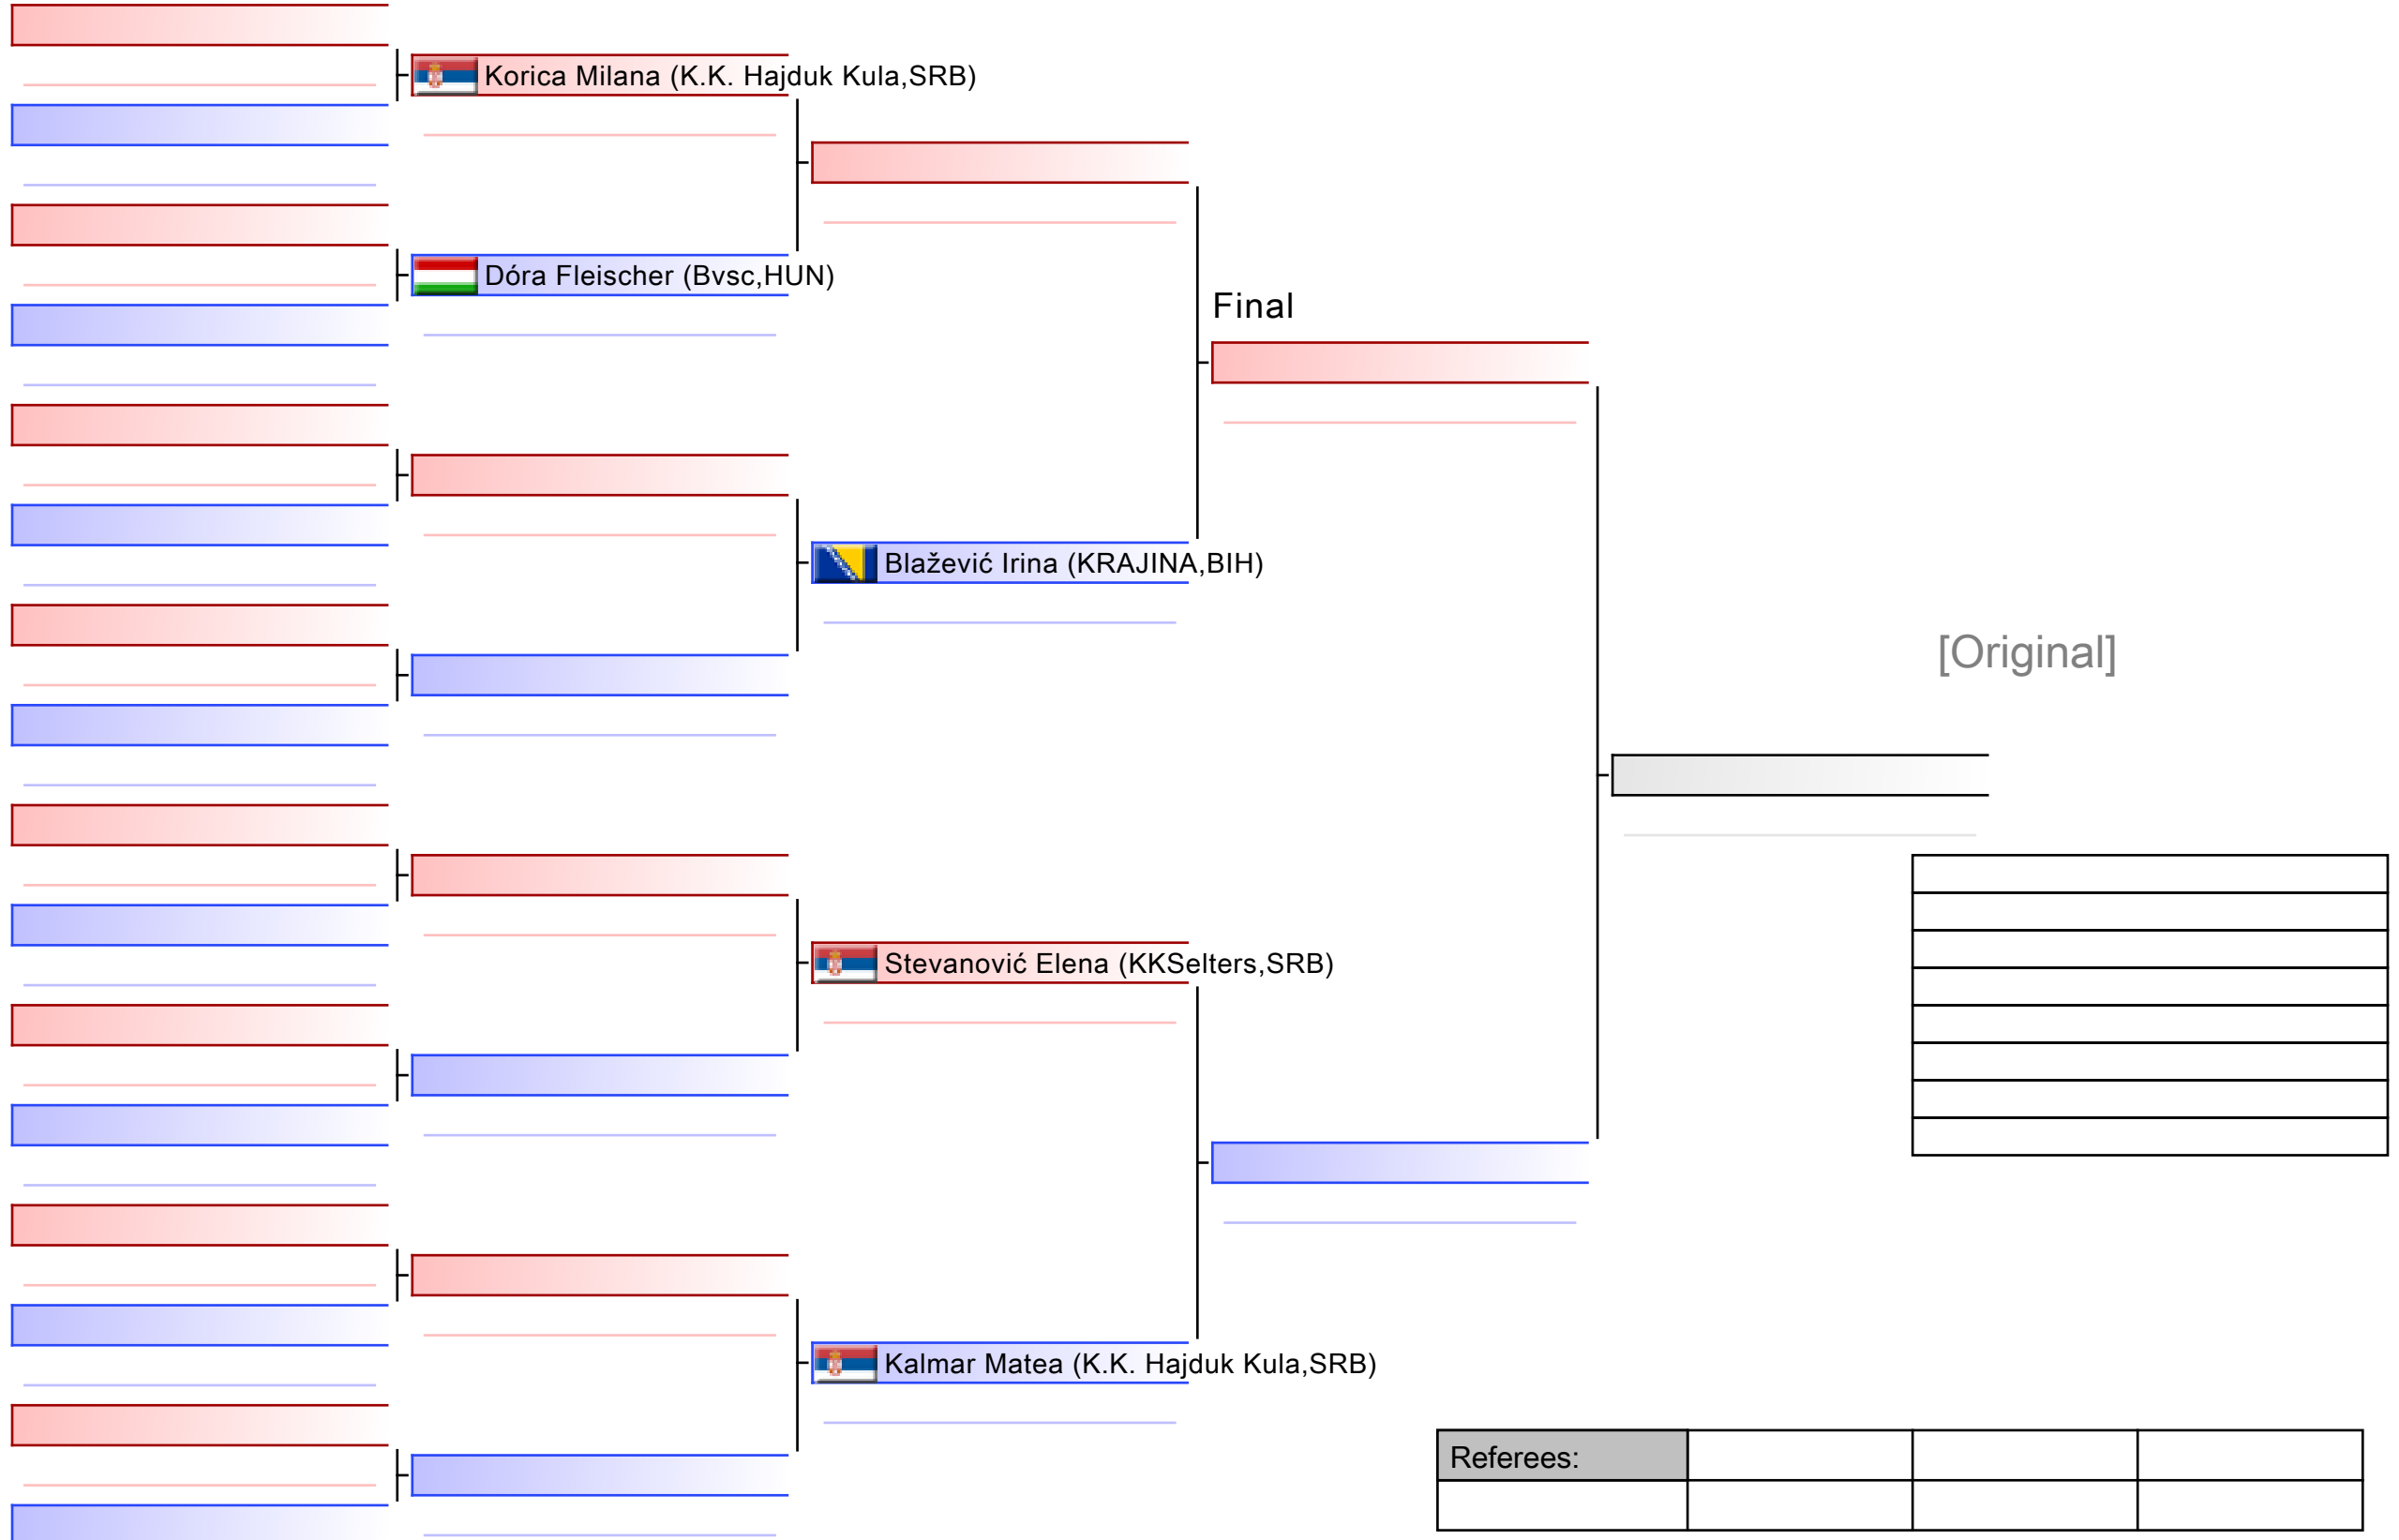 Korica Milana (K.K. Hajduk Kula,SRB)
Dóra Fleischer (Bvsc,HUN)
Final
Blažević Irina (KRAJINA,BIH)
[Original]
Stevanović Elena (KKSelters,SRB)
Kalmar Matea (K.K. Hajduk Kula,SRB)
Referees: